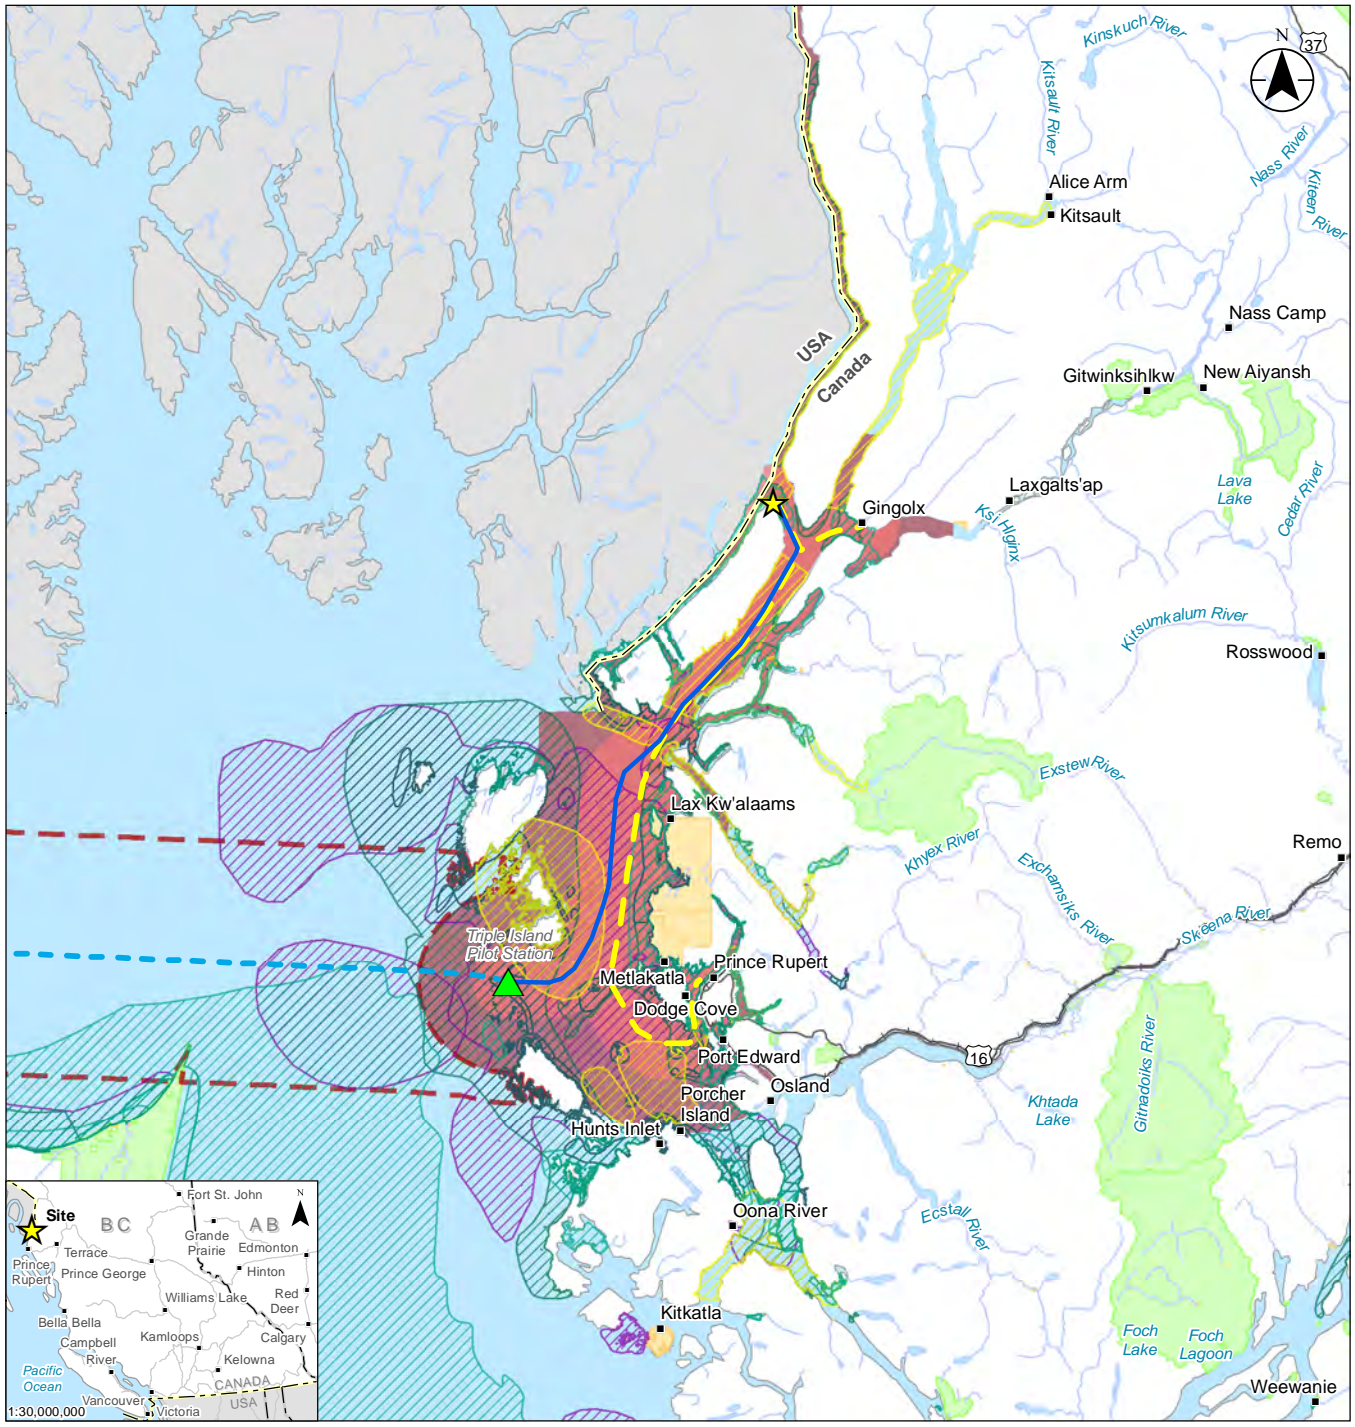 Kinskuch River
N
37
Kitsault River
Nass River
Kiteen River
Alice Arm
Kitsault
Nass Camp
USA
Canada
Gitwinksihlkw
New Aiyansh
Laxgalts'ap
Lava
Lake
Cedar River
Gingolx
Ksi Hlginx
Kitsumkalum River
Rosswood
Exstew River
Lax Kw'alaams
Khyex River
Remo
Exchamsiks River
Skeena River
Triple Island
Pilot Station
Prince Rupert
Metlakatla
Dodge Cove
Port Edward
16
Gitnadoiks River
Osland
Porcher
Island
Khtada
Lake
Hunts Inlet
Oona River
Ecstall River
Kitkatla
Foch
Lake
Foch
Lagoon
Weewanie
Fort St. John
N
Site
BC
AB
Grande
Prairie
Edmonton
Terrace
Prince
Rupert
Prince George
Hinton
Williams Lake
Red
Deer
Bella Bella
Campbell
River
Kamloops
Calgary
Kelowna
Pacific
Ocean
CANADA
USA
Vancouver
1:30,000,000
Victoria